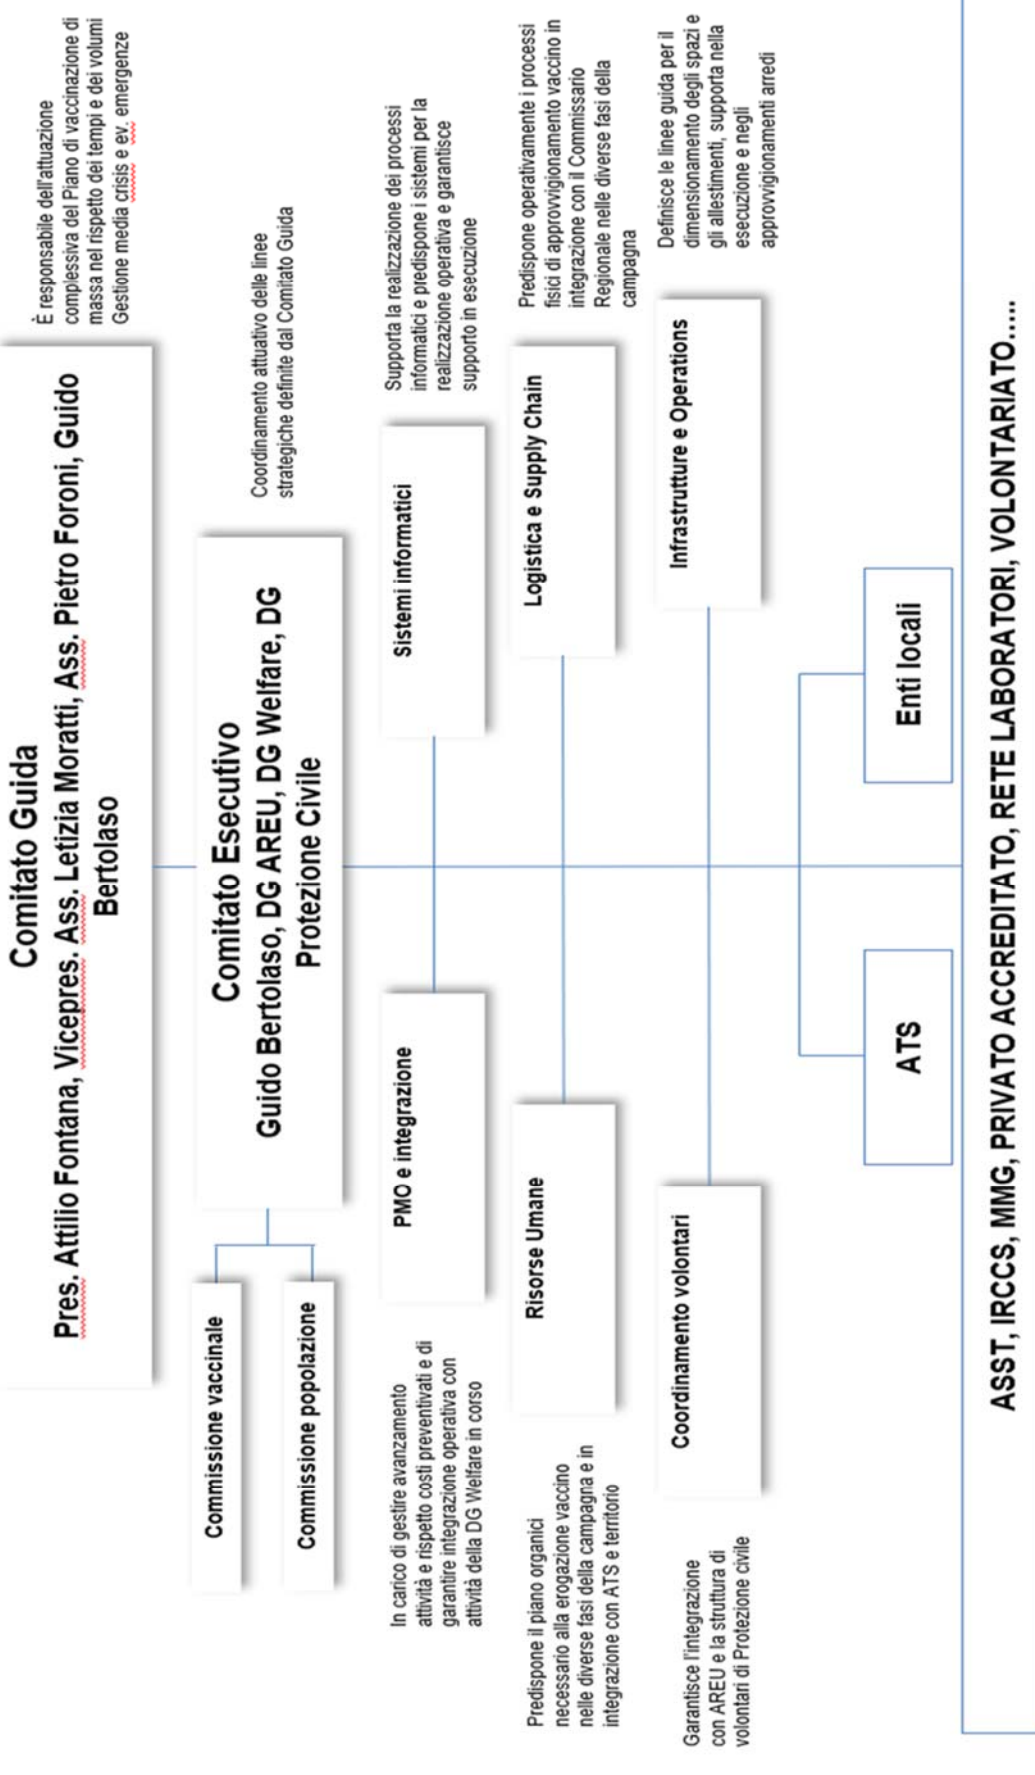 Comitato Guida
Pres. Attilio Fontana, Vicepres. Ass. Letizia Moratti, Ass. Pietro Foroni, Guido
Bertolaso
È responsabile dell'attuazione
complessiva del Piano di vaccinazione di
massa nel rispetto dei tempi e dei volumi
Gestione media crisis e ev. emergenze
Commissione vaccinale
Commissione popolazione
Comitato Esecutivo
Guido Bertolaso, DG AREU, DG Welfare, DG
Protezione Civile
Coordinamento attuativo delle linee
strategiche definite dal Comitato Guida
In carico di gestire avanzamento
attività e rispetto costi preventivati e di
garantire integrazione operativa con
attività della DG Welfare in corso
PMO e integrazione
Sistemi informatici
Supporta la realizzazione dei processi
informatici e predispone i sistemi per la
realizzazione operativa e garantisce
supporto in esecuzione
Predispone il piano organici
necessario alla erogazione vaccino
nelle diverse fasi della campagna e in
integrazione con ATS e territorio
Risorse Umane
Logistica e Supply Chain
Predispone operativamente i processi
fisici di approvvigionamento vaccino in
integrazione con il Commissario
Regionale nelle diverse fasi della
campagna
Garantisce l'integrazione
con AREU e la struttura di
volontari di Protezione civile
Coordinamento volontari
Infrastrutture e Operations
Definisce le linee guida per il
dimensionamento degli spazi e
gli allestimenti, supporta nella
esecuzione e negli
approvvigionamenti arredi
ATS
Enti locali
ASST, IRCCS, MMG, PRIVATO ACCREDITATO, RETE LABORATORI, VOLONTARIATO.....